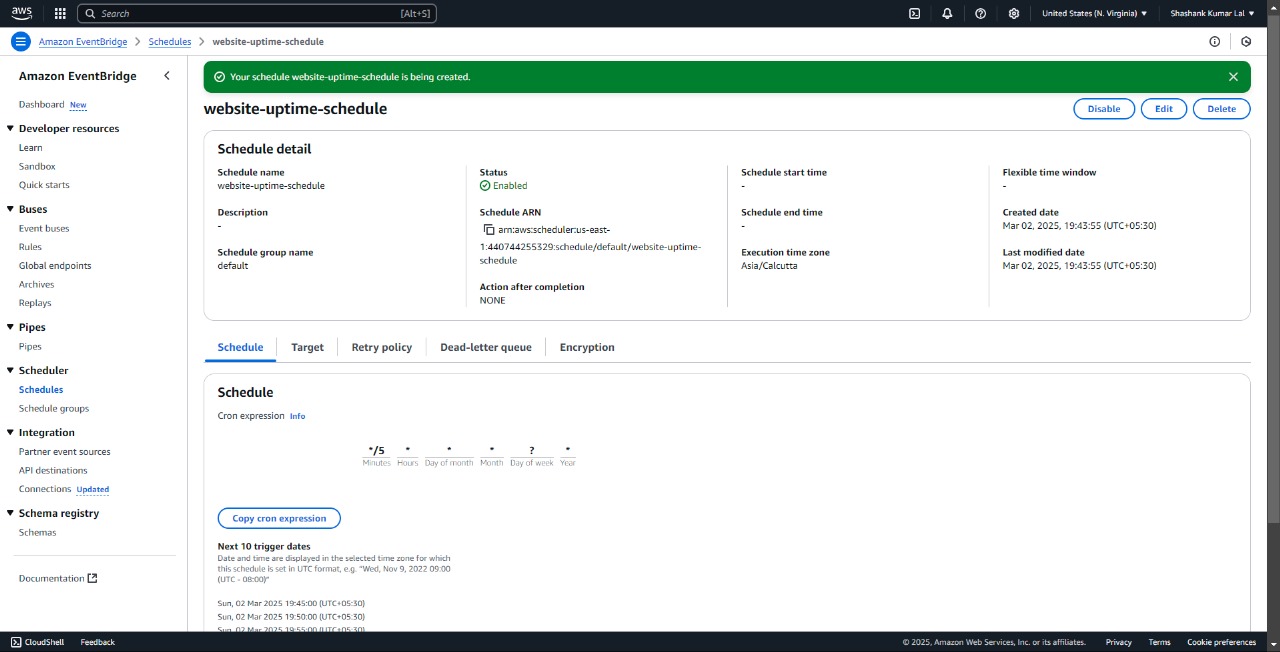 aws
Search [Alt+S]
United States (N. Virginia) ▼
Shashank Kumar Lal ▼
Amazon EventBridge > Schedules > website-uptime-schedule
Amazon EventBridge
Dashboard New
Developer resources
Learn
Sandbox
Quick starts
Buses
Event buses
Rules
Global endpoints
Archives
Replays
Pipes
Pipes
Scheduler
Schedules
Schedule groups
Integration
Partner event sources
API destinations
Connections Updated
Schema registry
Schemas
Documentation
Your schedule website-uptime-schedule is being created.
website-uptime-schedule
Disable
Edit
Delete
Schedule detail
Schedule name
website-uptime-schedule
Description
-
Schedule group name
default
Status
Enabled
Schedule ARN
arn:aws:scheduler:us-east-
1:440744255329:schedule/default/website-uptime-
schedule
Action after completion
NONE
Schedule start time
-
Schedule end time
-
Execution time zone
Asia/Calcutta
Flexible time window
-
Created date
Mar 02, 2025, 19:43:55 (UTC+05:30)
Last modified date
Mar 02, 2025, 19:43:55 (UTC+05:30)
Schedule
Target
Retry policy
Dead-letter queue
Encryption
Schedule
Cron expression Info
*/5 * * * ? *
Minutes Hours Day of month Month Day of week Year
Copy cron expression
Next 10 trigger dates
Date and time are displayed in the selected time zone for which
this schedule is set in UTC format, e.g. "Wed, Nov 9, 2022 09:00
(UTC - 08:00)"
Sun, 02 Mar 2025 19:45:00 (UTC+05:30)
Sun, 02 Mar 2025 19:50:00 (UTC+05:30)
Sun, 02 Mar 2025 19:55:00 (UTC+05:30)
CloudShell
Feedback
© 2025, Amazon Web Services, Inc. or its affiliates.
Privacy
Terms
Cookie preferences